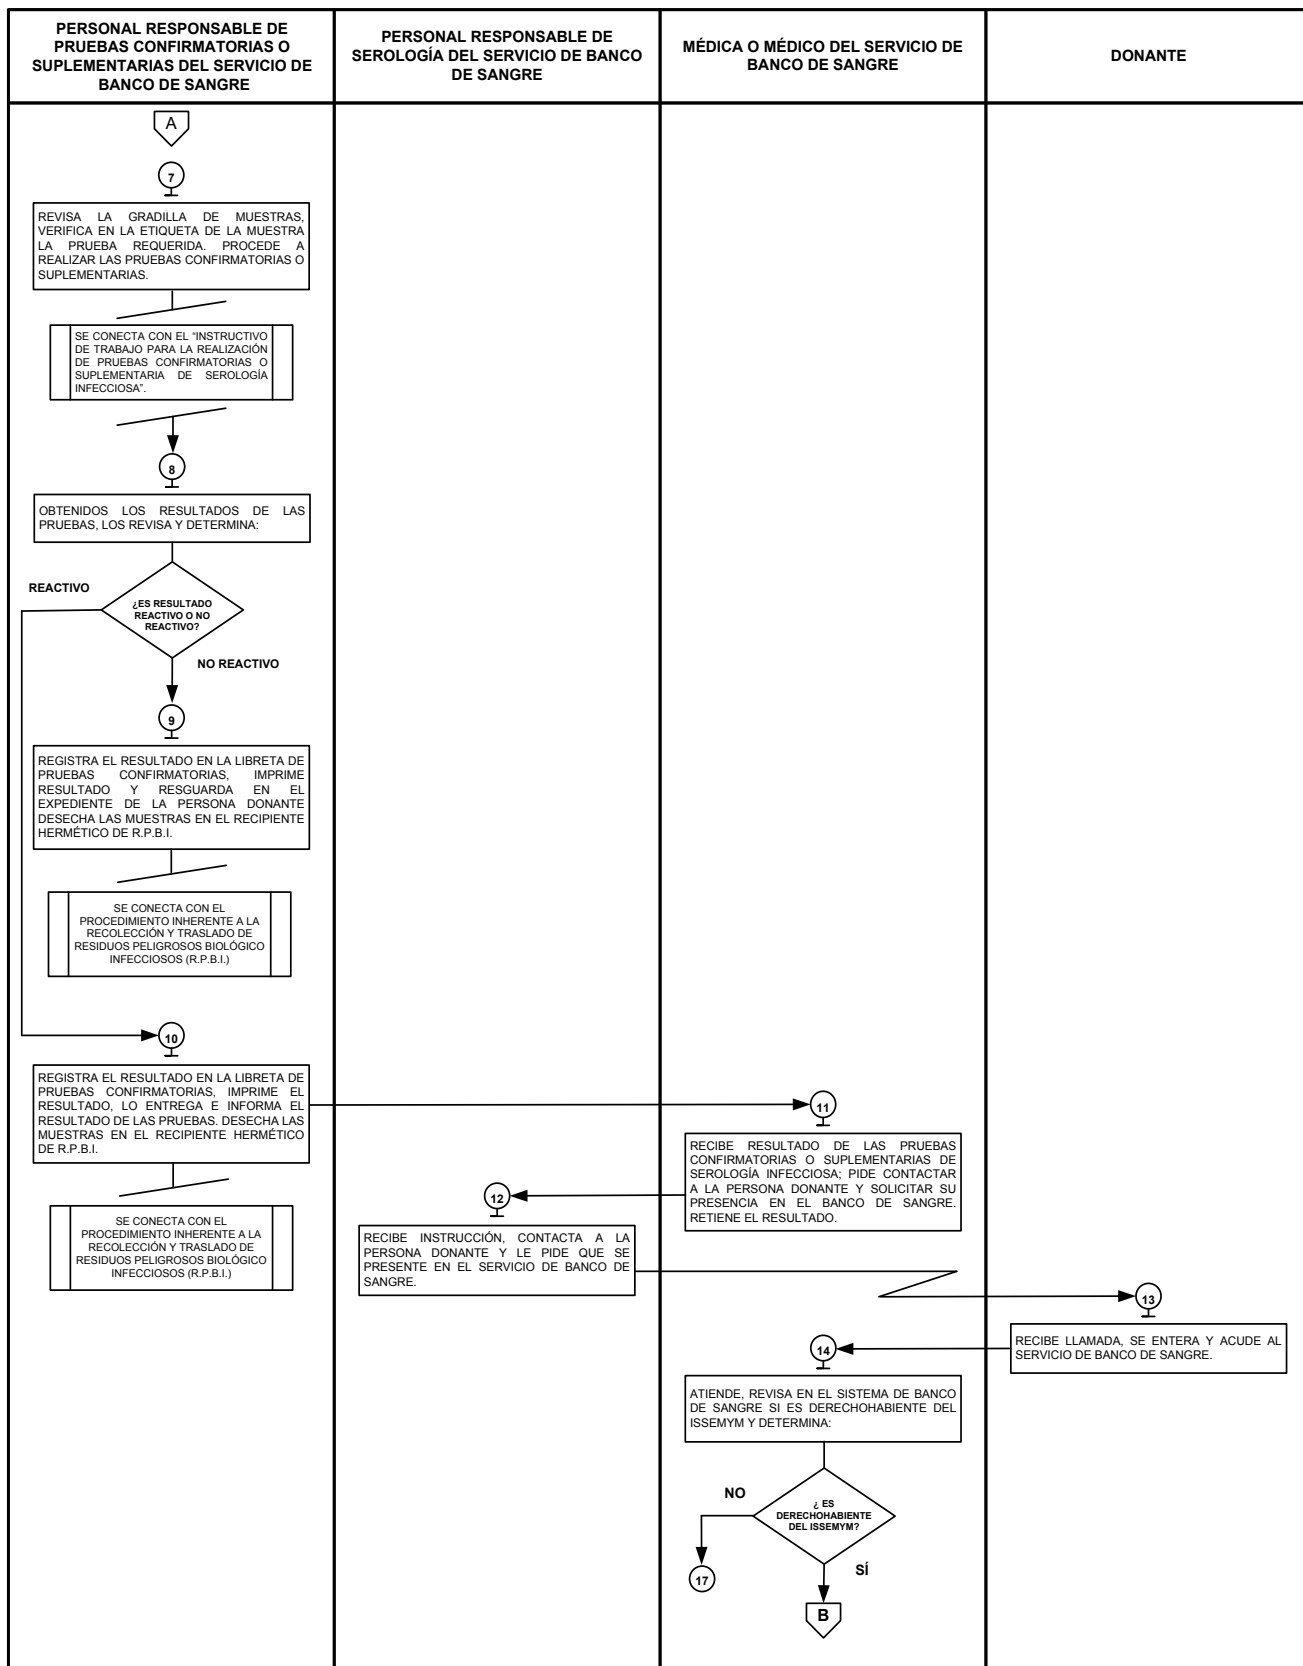 PERSONAL RESPONSABLE DE
PRUEBAS CONFIRMATORIAS O
SUPLEMENTARIAS DEL SERVICIO DE
BANCO DE SANGRE
PERSONAL RESPONSABLE DE
SEROLOGÍA DEL SERVICIO DE BANCO
DE SANGRE
MÉDICA O MÉDICO DEL SERVICIO DE
BANCO DE SANGRE
DONANTE
A
7
REVISA LA GRADILLA DE MUESTRAS,
VERIFICA EN LA ETIQUETA DE LA MUESTRA
LA PRUEBA REQUERIDA. PROCEDE A
REALIZAR LAS PRUEBAS CONFIRMATORIAS O
SUPLEMENTARIAS.
SE CONECTA CON EL “INSTRUCTIVO
DE TRABAJO PARA LA REALIZACIÓN
DE PRUEBAS CONFIRMATORIAS O
SUPLEMENTARIA DE SEROLOGÍA
INFECCIOSA”.
8
OBTENIDOS LOS RESULTADOS DE LAS
PRUEBAS, LOS REVISA Y DETERMINA:
REACTIVO
¿ES RESULTADO
REACTIVO O NO
REACTIVO?
NO REACTIVO
9
REGISTRA EL RESULTADO EN LA LIBRETA DE
PRUEBAS CONFIRMATORIAS, IMPRIME
RESULTADO Y RESGUARDA EN EL
EXPEDIENTE DE LA PERSONA DONANTE
DESECHA LAS MUESTRAS EN EL RECIPIENTE
HERMÉTICO DE R.P.B.I.
SE CONECTA CON EL
PROCEDIMIENTO INHERENTE A LA
RECOLECCIÓN Y TRASLADO DE
RESIDUOS PELIGROSOS BIOLÓGICO
INFECCIOSOS (R.P.B.I.)
10
REGISTRA EL RESULTADO EN LA LIBRETA DE
PRUEBAS CONFIRMATORIAS, IMPRIME EL
RESULTADO, LO ENTREGA E INFORMA EL
RESULTADO DE LAS PRUEBAS. DESECHA LAS
MUESTRAS EN EL RECIPIENTE HERMÉTICO
DE R.P.B.I.
SE CONECTA CON EL
PROCEDIMIENTO INHERENTE A LA
RECOLECCIÓN Y TRASLADO DE
RESIDUOS PELIGROSOS BIOLÓGICO
INFECCIOSOS (R.P.B.I.)
11
RECIBE RESULTADO DE LAS PRUEBAS
CONFIRMATORIAS O SUPLEMENTARIAS DE
SEROLOGÍA INFECCIOSA; PIDE CONTACTAR
A LA PERSONA DONANTE Y SOLICITAR SU
PRESENCIA EN EL BANCO DE SANGRE.
RETIENE EL RESULTADO.
12
RECIBE INSTRUCCIÓN, CONTACTA A LA
PERSONA DONANTE Y LE PIDE QUE SE
PRESENTE EN EL SERVICIO DE BANCO DE
SANGRE.
13
RECIBE LLAMADA, SE ENTERA Y ACUDE AL
SERVICIO DE BANCO DE SANGRE.
14
ATIENDE, REVISA EN EL SISTEMA DE BANCO
DE SANGRE SI ES DERECHOHABIENTE DEL
ISSEMYM Y DETERMINA:
NO
¿ ES
DERECHOHABIENTE
DEL ISSEMYM?
SÍ
17
B